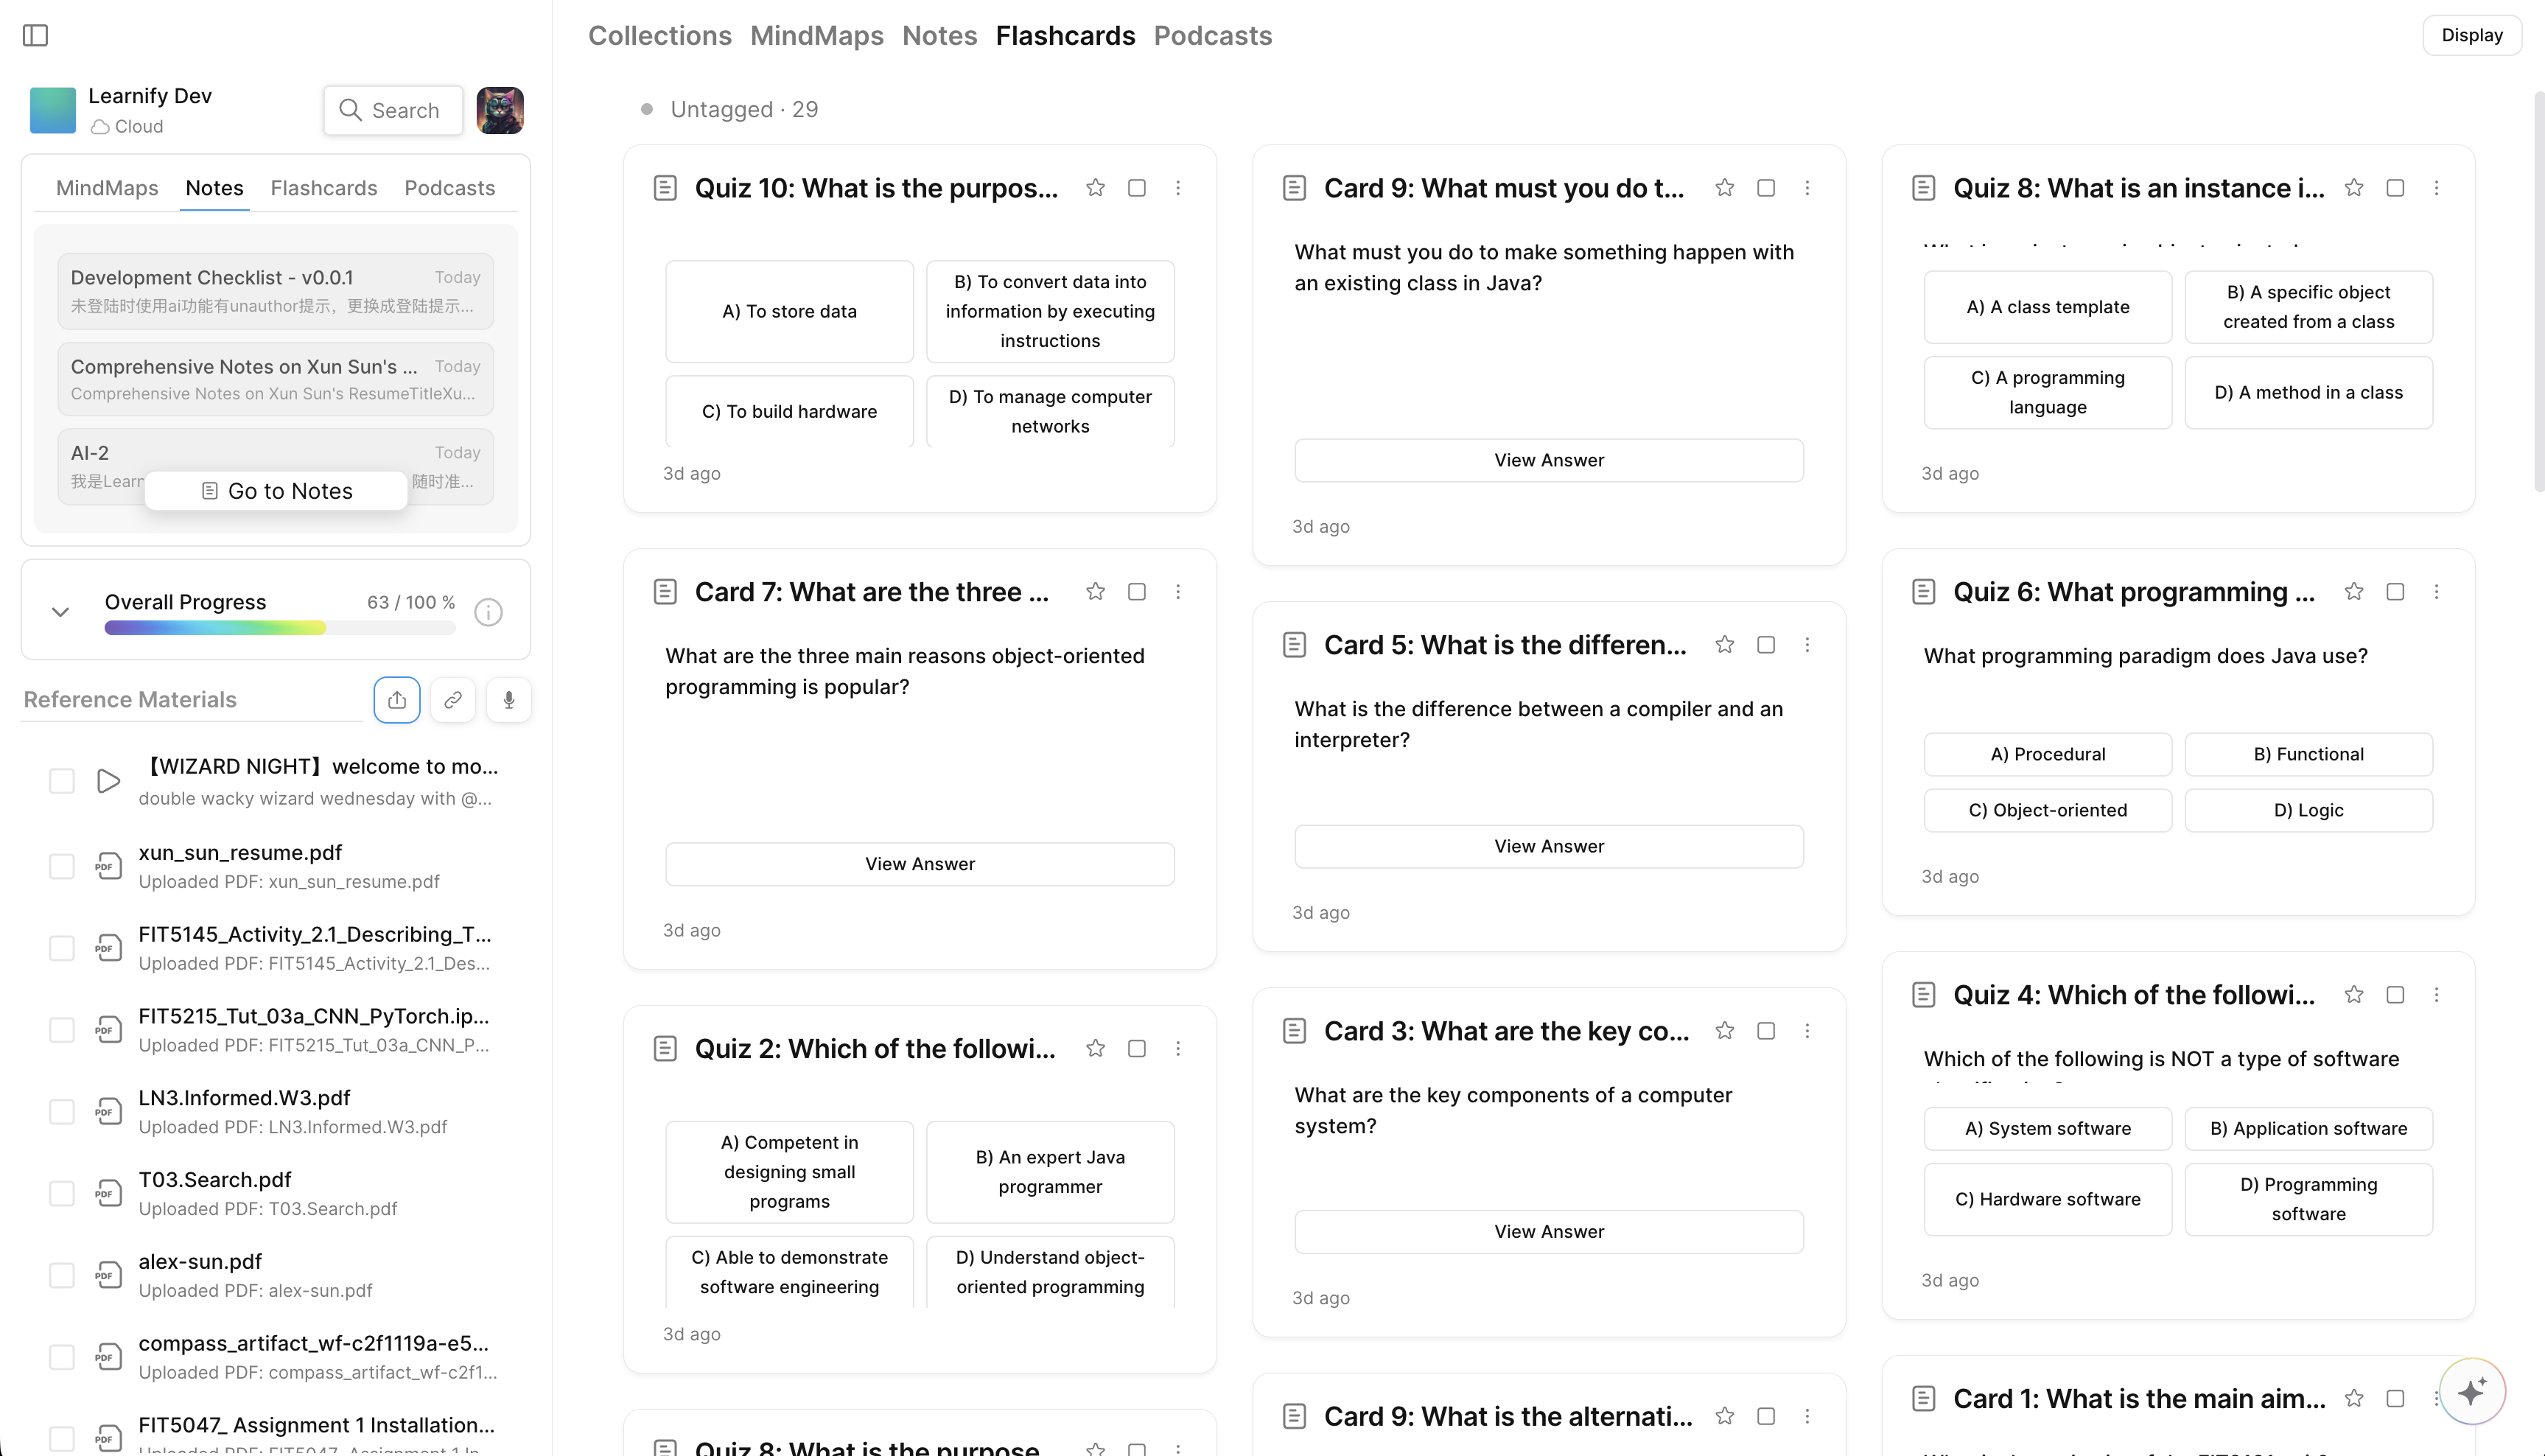 Learnify Dev
Cloud
Search
MindMaps Notes Flashcards Podcasts
Development Checklist - v0.0.1 Today
未登陆时使用ai功能有unauthor提示，更换成登陆提示...
Comprehensive Notes on Xun Sun's ... Today
Comprehensive Notes on Xun Sun's ResumeTitleXu...
AI-2 Today
我是Learn 随时准...
Go to Notes
Overall Progress 63 / 100 %
Reference Materials
【WIZARD NIGHT】welcome to mo...
double wacky wizard wednesday with @...
PDF
xun_sun_resume.pdf
Uploaded PDF: xun_sun_resume.pdf
PDF
FIT5145_Activity_2.1_Describing_T...
Uploaded PDF: FIT5145_Activity_2.1_Des...
PDF
FIT5215_Tut_03a_CNN_PyTorch.ip...
Uploaded PDF: FIT5215_Tut_03a_CNN_P...
PDF
LN3.Informed.W3.pdf
Uploaded PDF: LN3.Informed.W3.pdf
PDF
T03.Search.pdf
Uploaded PDF: T03.Search.pdf
PDF
alex-sun.pdf
Uploaded PDF: alex-sun.pdf
PDF
compass_artifact_wf-c2f1119a-e5...
Uploaded PDF: compass_artifact_wf-c2f1...
PDF
FIT5047_ Assignment 1 Installation...
Collections MindMaps Notes Flashcards Podcasts
Display
Untagged · 29
Quiz 10: What is the purpos...
A) To store data
B) To convert data into
information by executing
instructions
C) To build hardware
D) To manage computer
networks
3d ago
Card 7: What are the three ...
What are the three main reasons object-oriented
programming is popular?
View Answer
3d ago
Quiz 2: Which of the followi...
A) Competent in
designing small
programs
B) An expert Java
programmer
C) Able to demonstrate
software engineering
D) Understand object-
oriented programming
3d ago
Quiz 8: What is the purpose
Card 9: What must you do t...
What must you do to make something happen with
an existing class in Java?
View Answer
3d ago
Card 5: What is the differen...
What is the difference between a compiler and an
interpreter?
View Answer
3d ago
Card 3: What are the key co...
What are the key components of a computer
system?
View Answer
3d ago
Card 9: What is the alternati...
Quiz 8: What is an instance i...
A) A class template
B) A specific object
created from a class
C) A programming
language
D) A method in a class
3d ago
Quiz 6: What programming ...
What programming paradigm does Java use?
A) Procedural
B) Functional
C) Object-oriented
D) Logic
3d ago
Quiz 4: Which of the followi...
Which of the following is NOT a type of software
A) System software
B) Application software
C) Hardware software
D) Programming
software
3d ago
Card 1: What is the main aim...